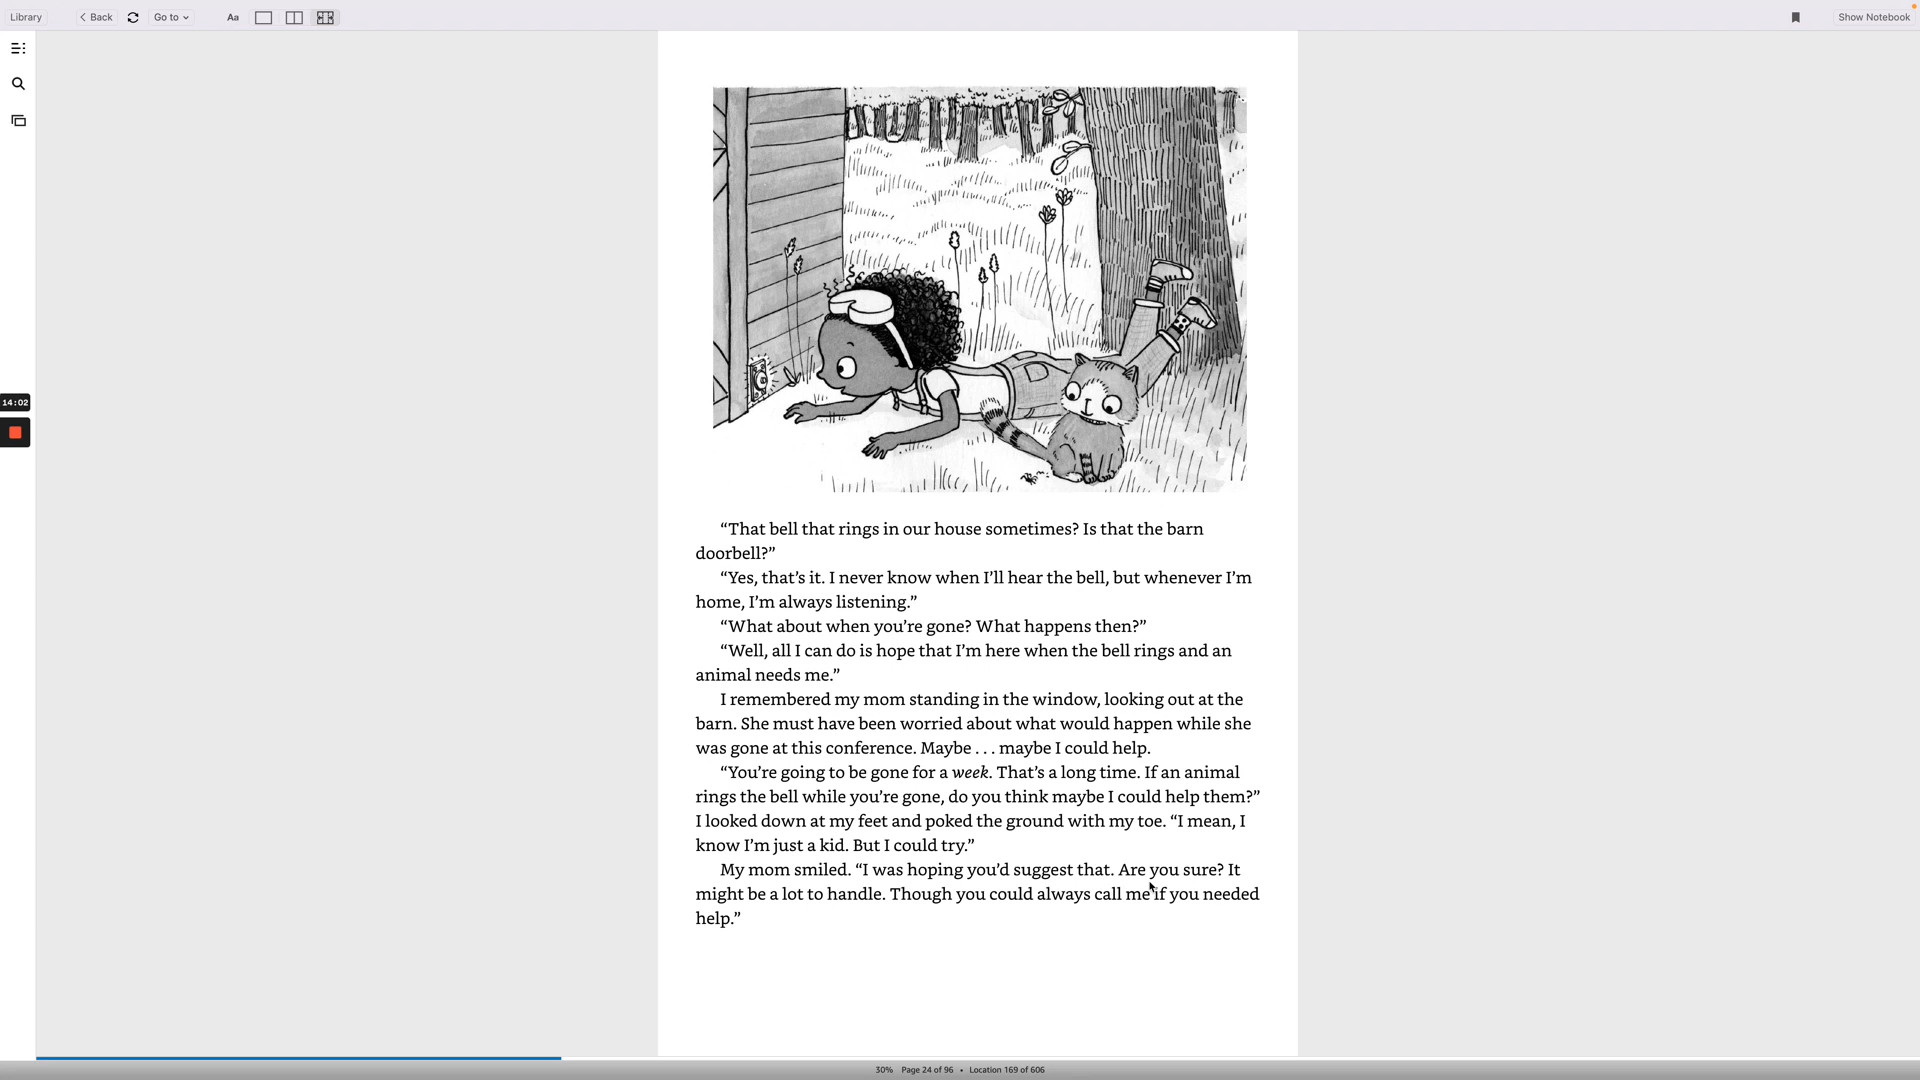 Library
Back
Go to
Aa
Show Notebook
14:02
“That bell that rings in our house sometimes? Is that the barn
doorbell?”
“Yes, that’s it. I never know when I’ll hear the bell, but whenever I’m
home, I’m always listening.”
“What about when you’re gone? What happens then?”
“Well, all I can do is hope that I’m here when the bell rings and an
animal needs me.”
I remembered my mom standing in the window, looking out at the
barn. She must have been worried about what would happen while she
was gone at this conference. Maybe . . . maybe I could help.
“You’re going to be gone for a week. That’s a long time. If an animal
rings the bell while you’re gone, do you think maybe I could help them?”
I looked down at my feet and poked the ground with my toe. “I mean, I
know I’m just a kid. But I could try.”
My mom smiled. “I was hoping you’d suggest that. Are you sure? It
might be a lot to handle. Though you could always call me if you needed
help.”
30% Page 24 of 96 • Location 169 of 606